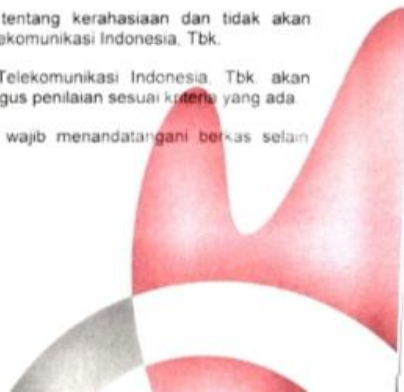 tentang kerahasiaan dan tidak akan
ekomunikasi Indonesia, Tbk.
Telekomunikasi Indonesia, Tbk. akan
gus penilaian sesuai kriteria yang ada.
wajib menandatangani berkas selain